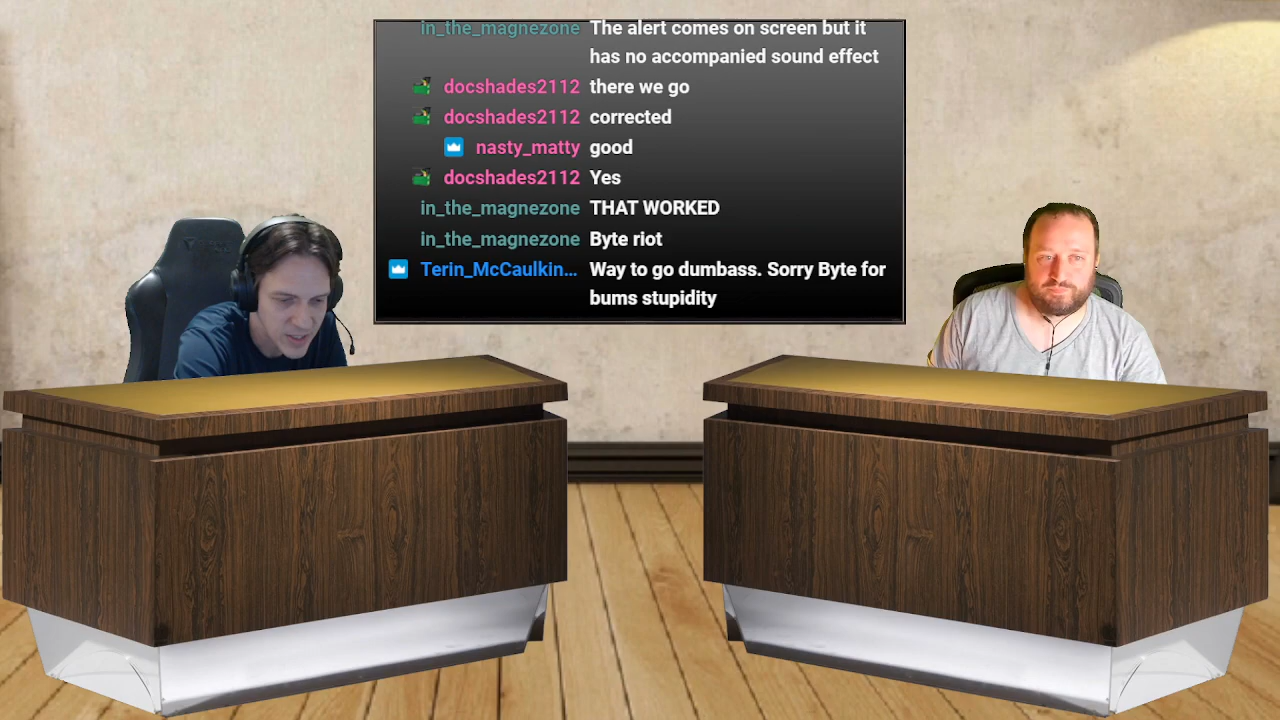 in_the_magnezone The alert comes on screen but it
has no accompanied sound effect
docshades2112 there we go
docshades2112 corrected
nasty_matty good
docshades2112 Yes
in_the_magnezone THAT WORKED
in_the_magnezone Byte riot
Terin_McCaulkin... Way to go dumbass. Sorry Byte for
bums stupidity